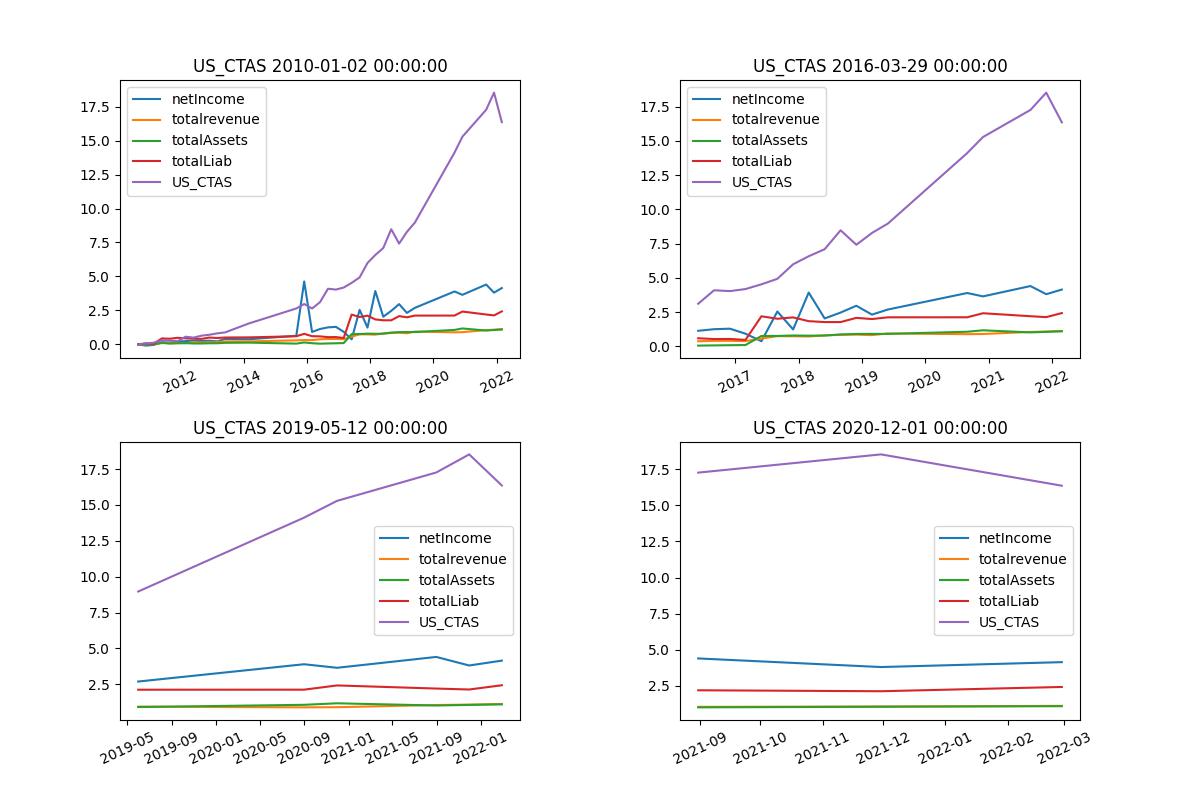 US_CTAS 2010-01-02 00:00:00
17.5
15.0
12.5
10.0
7.5
5.0
2.5
0.0
netIncome
totalrevenue
totalAssets
totalLiab
US_CTAS
2012
2014
2016
2018
2020
2022
US_CTAS 2016-03-29 00:00:00
17.5
15.0
12.5
10.0
7.5
5.0
2.5
0.0
netIncome
totalrevenue
totalAssets
totalLiab
US_CTAS
2017
2018
2019
2020
2021
2022
US_CTAS 2019-05-12 00:00:00
17.5
15.0
12.5
10.0
7.5
5.0
2.5
netIncome
totalrevenue
totalAssets
totalLiab
US_CTAS
2019-05
2019-09
2020-01
2020-05
2020-09
2021-01
2021-05
2021-09
2022-01
US_CTAS 2020-12-01 00:00:00
17.5
15.0
12.5
10.0
7.5
5.0
2.5
netIncome
totalrevenue
totalAssets
totalLiab
US_CTAS
2021-09
2021-10
2021-11
2021-12
2022-01
2022-02
2022-03